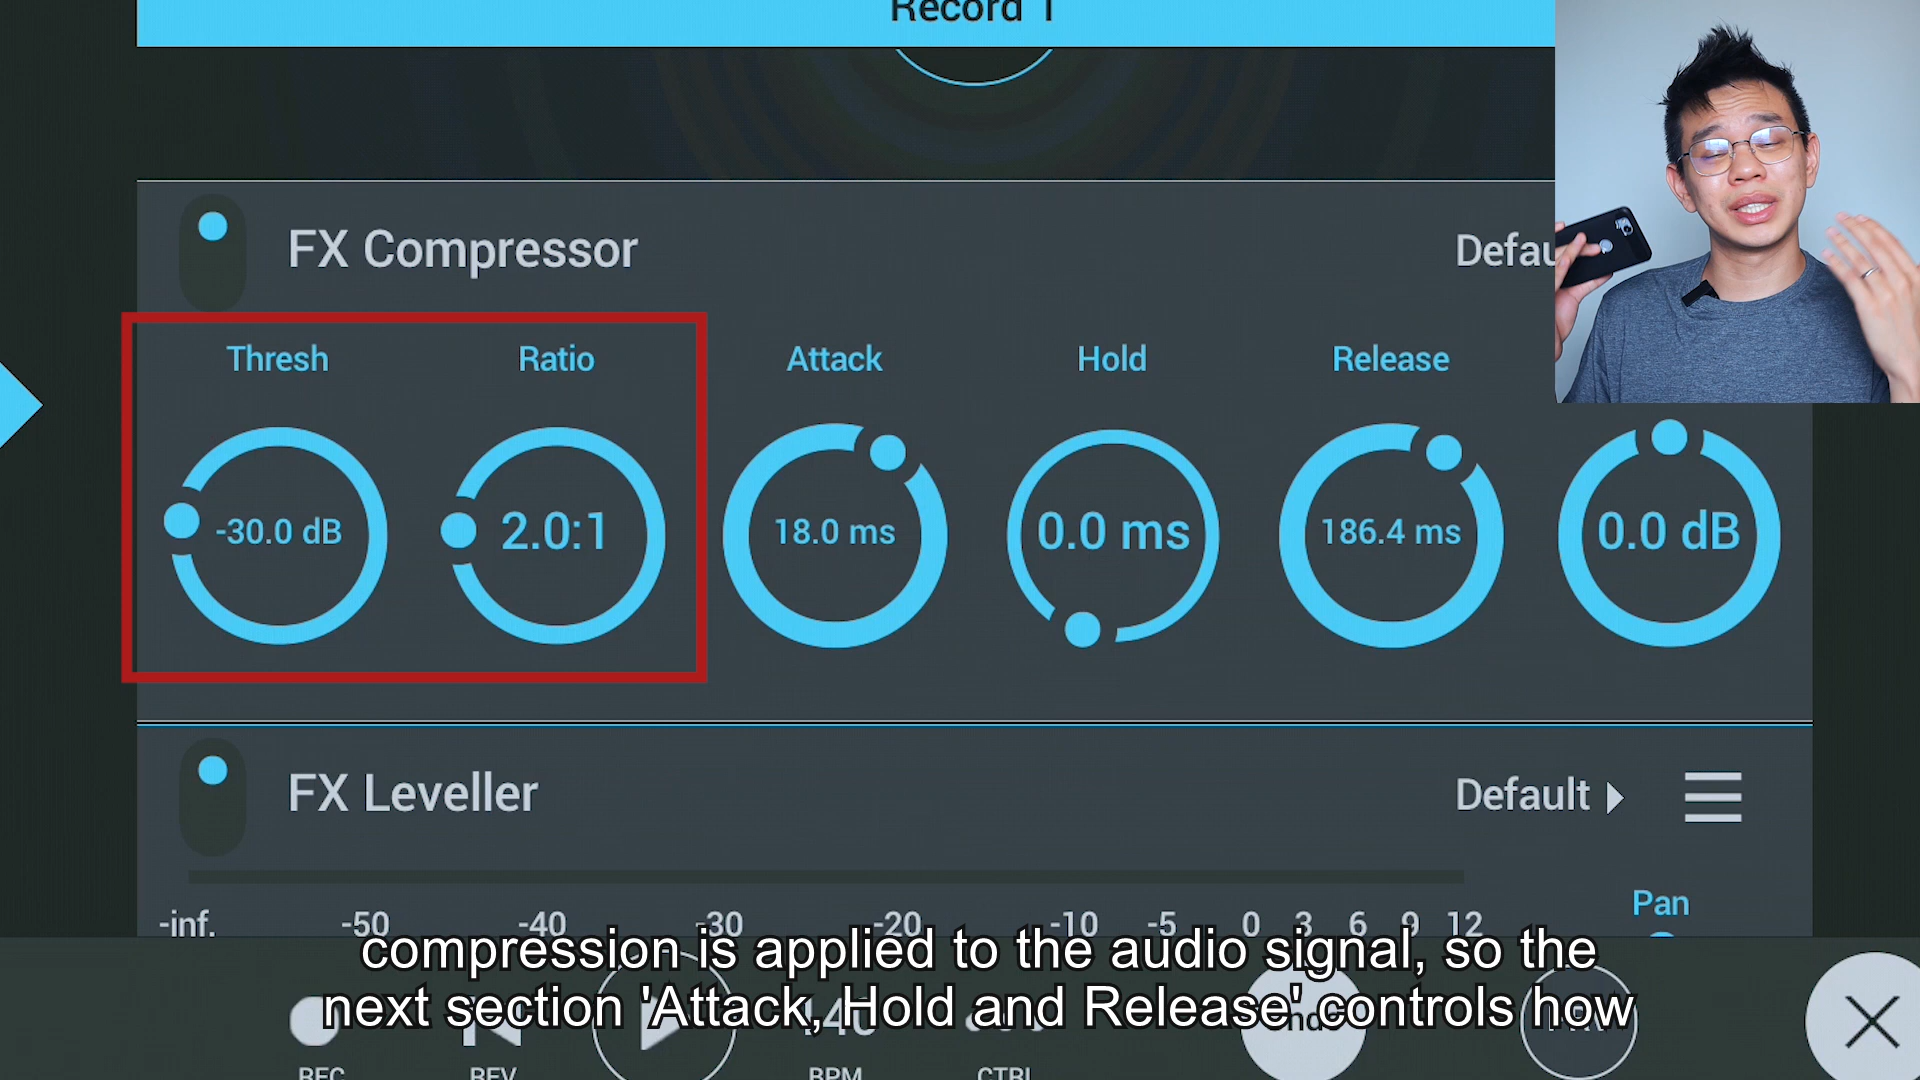 Record 1
FX Compressor
Thresh Ratio Attack Hold Release
-30.0 dB 2.0:1 18.0 ms 0.0 ms 186.4 ms 0.0 dB
FX Leveller Default
Pan
-inf. -50 -40 -30 -20 -10 -5 0 3 6 9 12
compression is applied to the audio signal, so the
next section 'Attack, Hold and Release' controls how
REC REV BPM CTRL